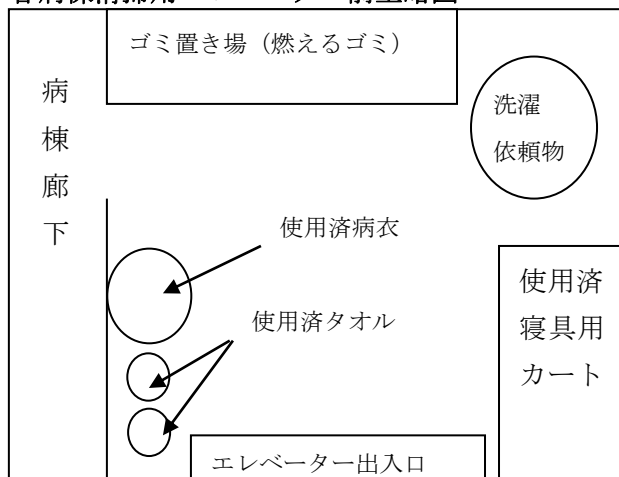 ゴミ置き場（燃えるゴミ）
病棟廊下
洗濯
依頼物
使用済病衣
使用済タオル
使用済
寝具用
カート
エレベーター出入口